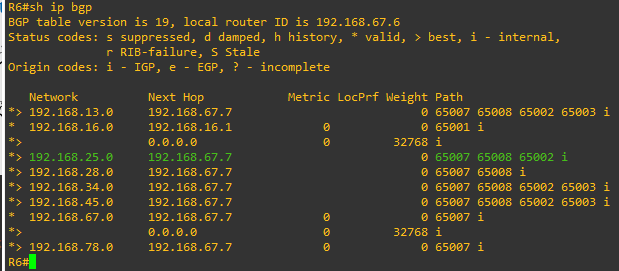 R6#sh ip bgp
BGP table version is 19, local router ID is 192.168.67.6
Status codes: s suppressed, d damped, h history, * valid, > best, i - internal,
              r RIB-failure, S Stale
Origin codes: i - IGP, e - EGP, ? - incomplete

   Network          Next Hop            Metric LocPrf Weight Path
*> 192.168.13.0     192.168.67.7                           0 65007 65008 65002 65003 i
*  192.168.16.0     192.168.16.1             0             0 65001 i
*>                  0.0.0.0                  0         32768 i
*> 192.168.25.0     192.168.67.7                           0 65007 65008 65002 i
*> 192.168.28.0     192.168.67.7                           0 65007 65008 i
*> 192.168.34.0     192.168.67.7                           0 65007 65008 65002 65003 i
*> 192.168.45.0     192.168.67.7                           0 65007 65008 65002 65003 i
*  192.168.67.0     192.168.67.7             0             0 65007 i
*>                  0.0.0.0                  0         32768 i
*> 192.168.78.0     192.168.67.7             0             0 65007 i
R6#